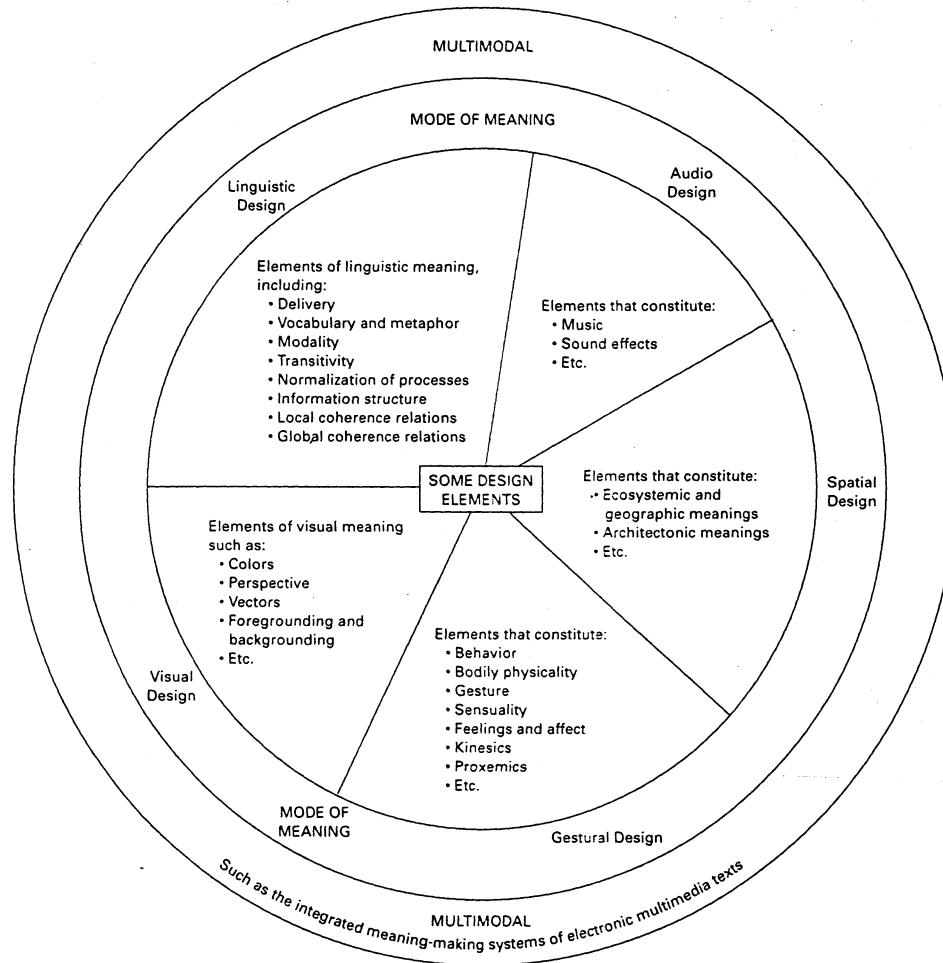 MULTIMODAL
MODE OF MEANING
Linguistic
Design
Audio
Design
Elements of linguistic meaning,
including:
• Delivery
• Vocabulary and metaphor
• Modality
• Transitivity
• Normalization of processes
• Information structure
• Local coherence relations
• Global coherence relations
Elements that constitute:
• Music
• Sound effects
• Etc.
SOME DESIGN
ELEMENTS
Elements that constitute:
• Ecosystemic and
geographic meanings
• Architectonic meanings
• Etc.
Spatial
Design
Elements of visual meaning
such as:
• Colors
• Perspective
• Vectors
• Foregrounding and
backgrounding
• Etc.
Visual
Design
Elements that constitute:
• Behavior
• Bodily physicality
• Gesture
• Sensuality
• Feelings and affect
• Kinesics
• Proxemics
• Etc.
MODE OF
MEANING
Gestural Design
MULTIMODAL
Such as the integrated meaning-making systems of electronic multimedia texts